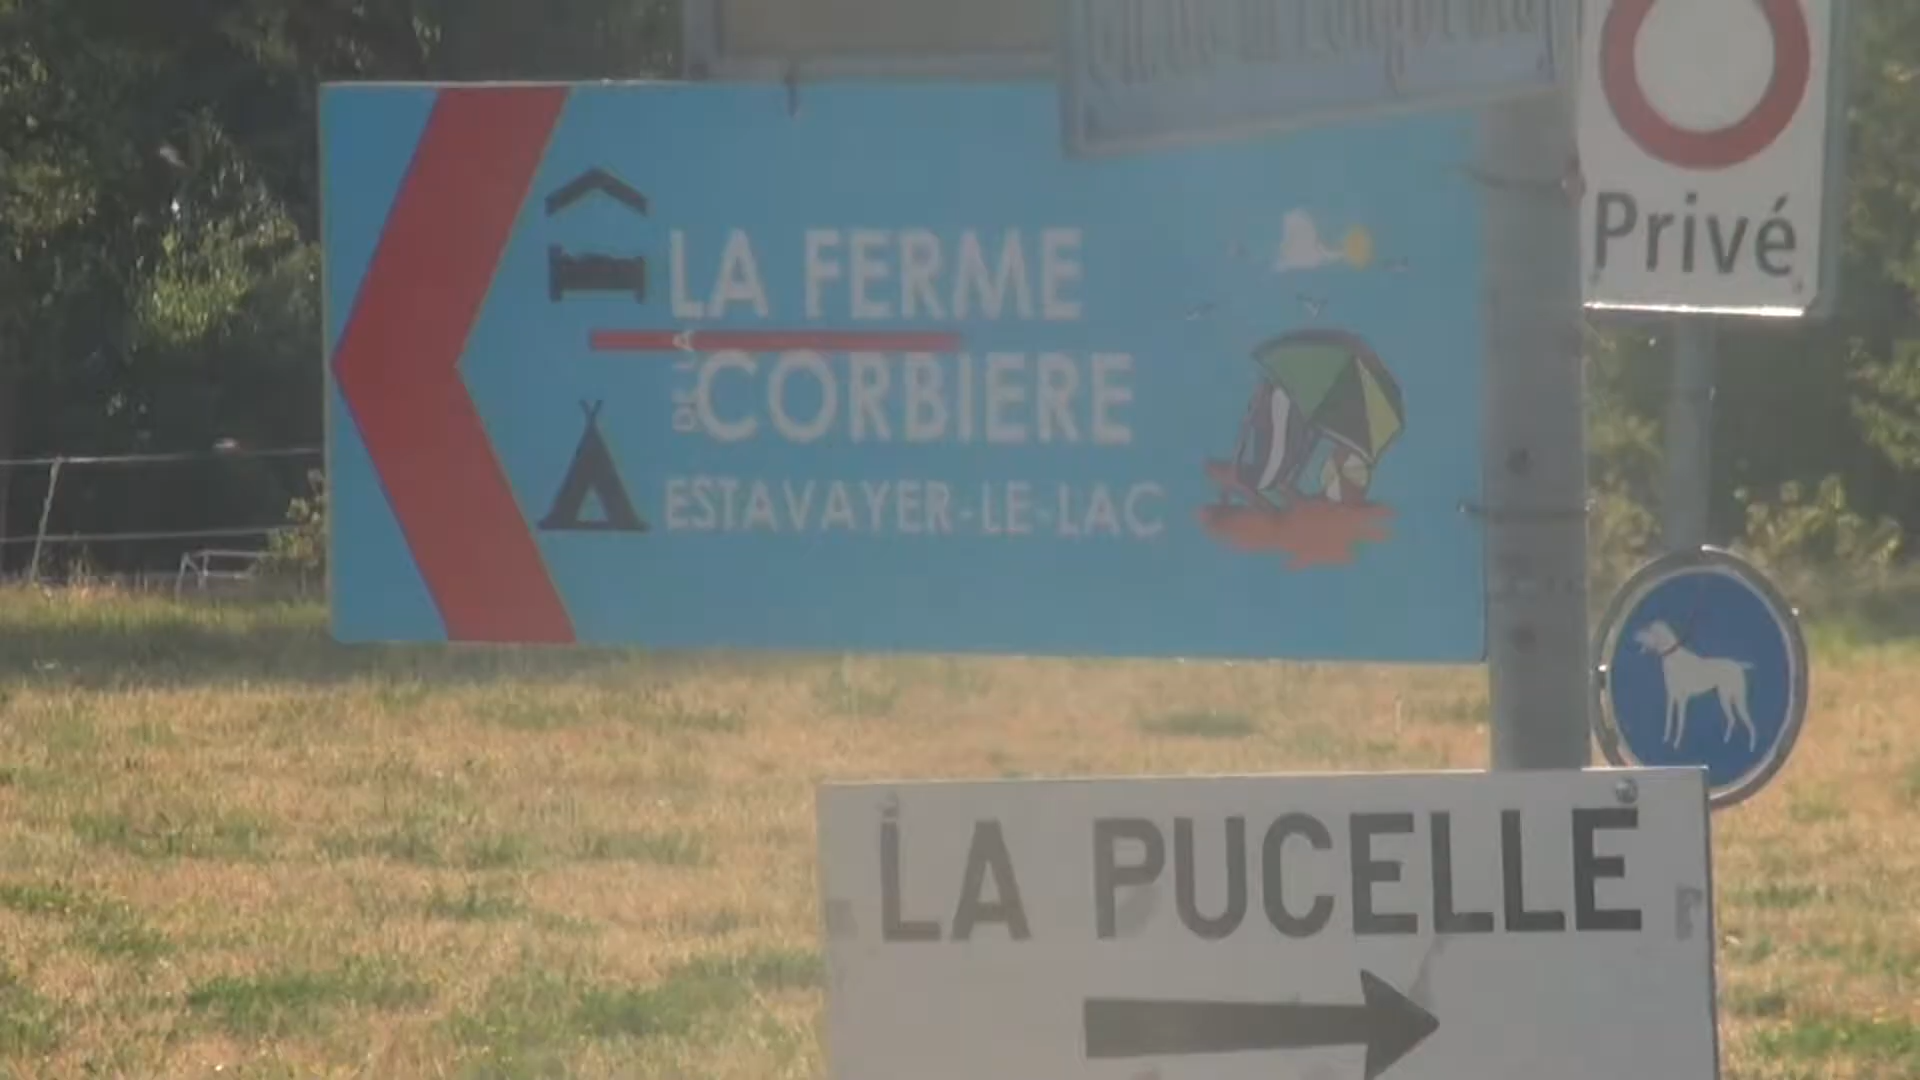 Privé
LA FERME
DE LA
CORBIERE
ESTAVAYER-LE-LAC
LA PUCELLE